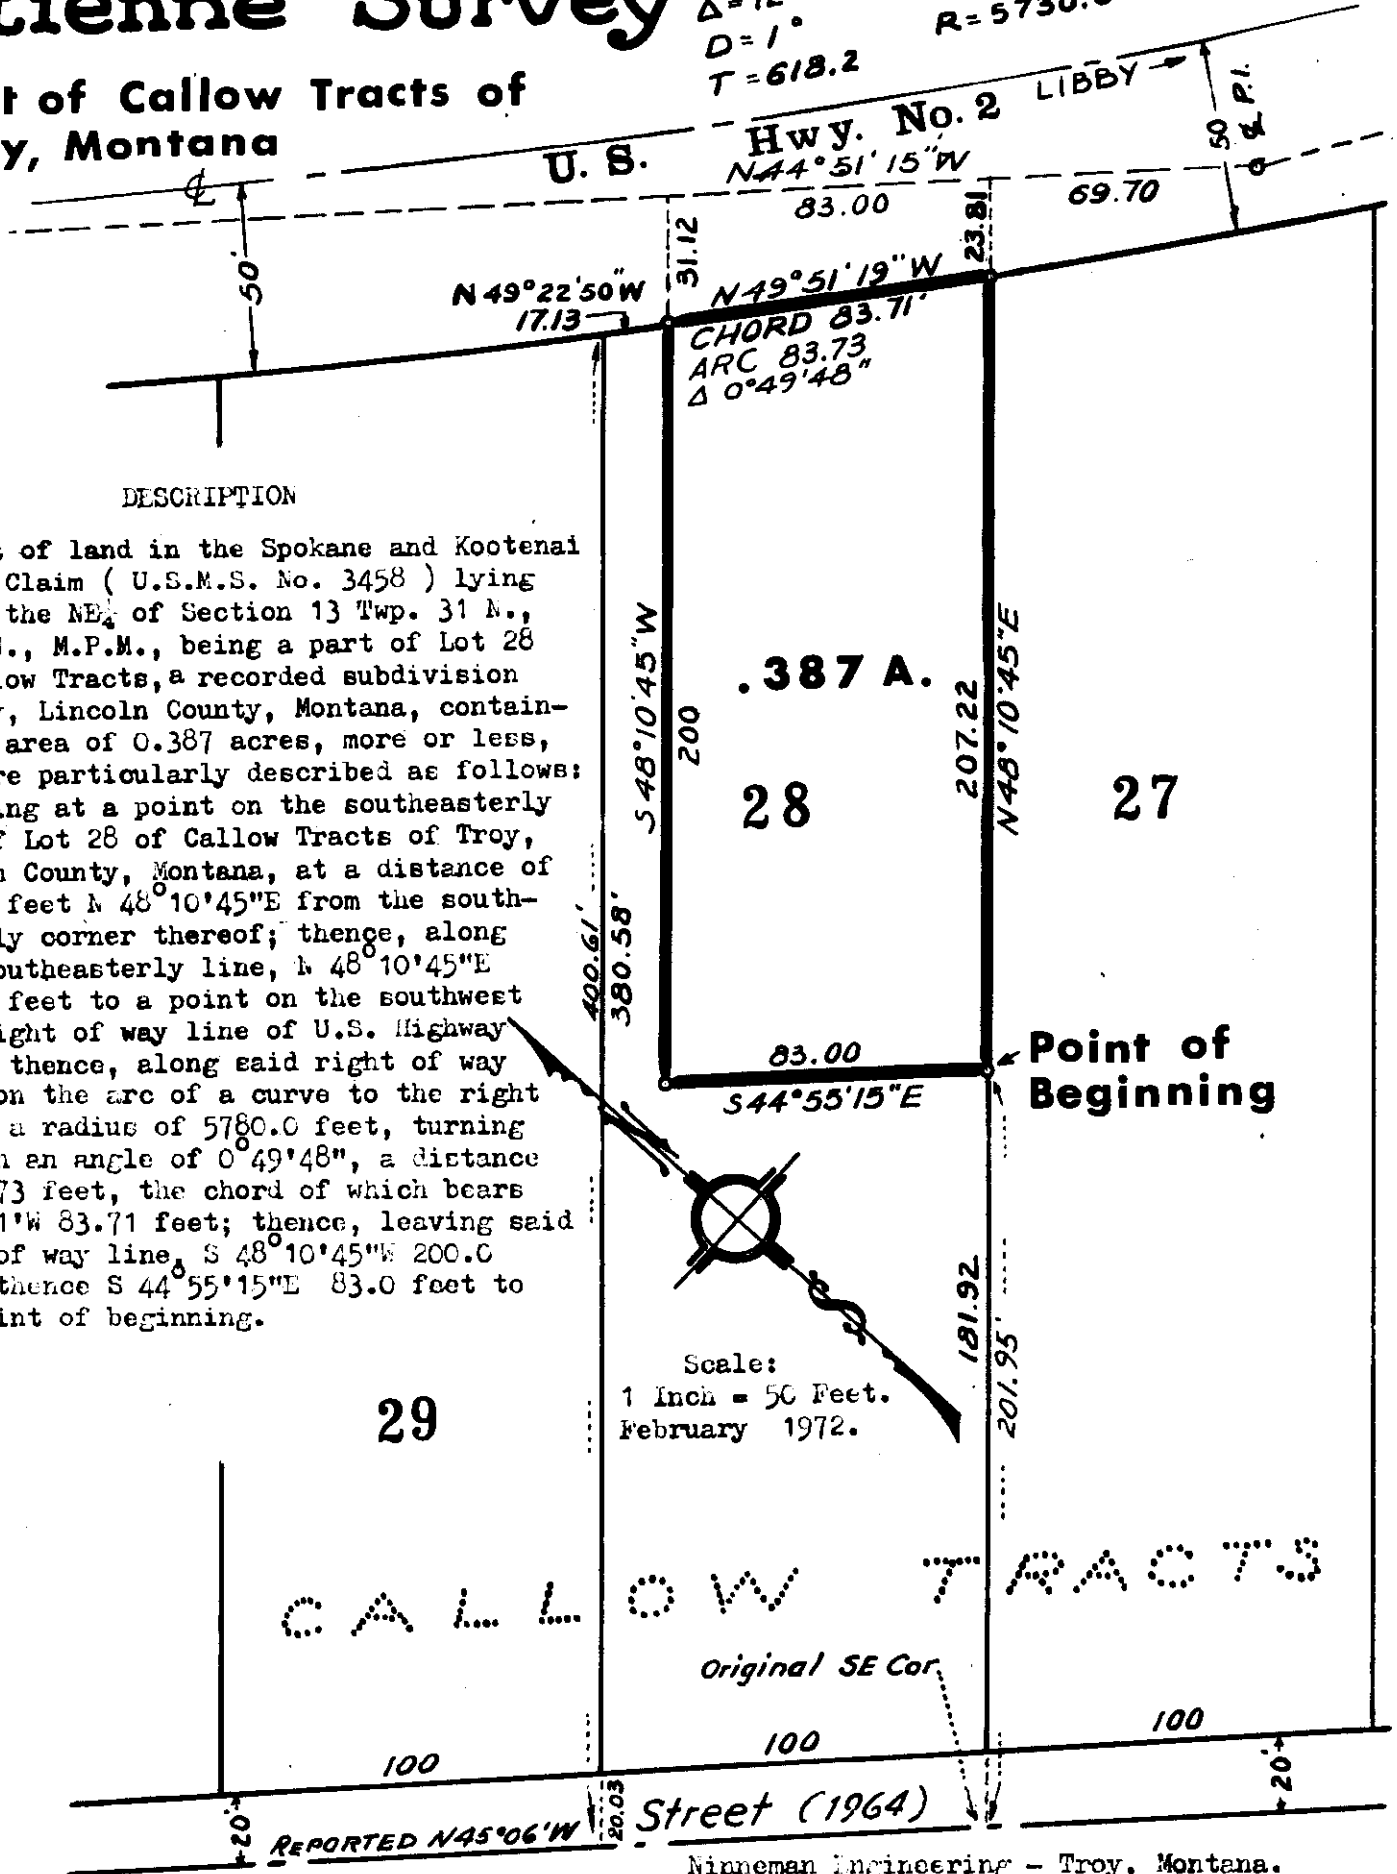 tienne Survey
t of Callow Tracts of
y, Montana
D = 1°
T = 618.2
LIBBY
50
℄ P.I.
U.S. Hwy. No. 2
℄
N44°51'15"W
83.00
69.70
50'
31.12
23.81
N49°22'50"W
17.13
N49°51'19"W
CHORD 83.71'
ARC 83.73
Δ 0°49'48"
DESCRIPTION
of land in the Spokane and Kootenai
Claim ( U.S.M.S. No. 3458 ) lying
the NE¼ of Section 13 Twp. 31 N.,
., M.P.M., being a part of Lot 28
ow Tracts, a recorded subdivision
, Lincoln County, Montana, contain-
area of 0.387 acres, more or less,
re particularly described as follows:
ng at a point on the southeasterly
f Lot 28 of Callow Tracts of Troy,
n County, Montana, at a distance of
feet N 48°10'45"E from the south-
ly corner thereof; thence, along
outheasterly line, N 48°10'45"E
feet to a point on the southwest
ight of way line of U.S. Highway
thence, along said right of way
on the arc of a curve to the right
a radius of 5780.0 feet, turning
h an angle of 0°49'48", a distance
73 feet, the chord of which bears
1'W 83.71 feet; thence, leaving said
of way line, S 48°10'45"W 200.0
thence S 44°55'15"E 83.0 feet to
int of beginning.
S48°10'45"W
200
.387 A.
28
207.22
N48°10'45"E
27
400.61'
380.58'
83.00
S44°55'15"E
Point of
Beginning
S
181.92
201.95'
Scale:
1 Inch = 50 Feet.
February 1972.
29
CALLOW TRACTS
Original SE Cor.
100
100
100
20'
20.03
20'
REPORTED N45°06'W
Street (1964)
Ninneman Engineering - Troy, Montana.